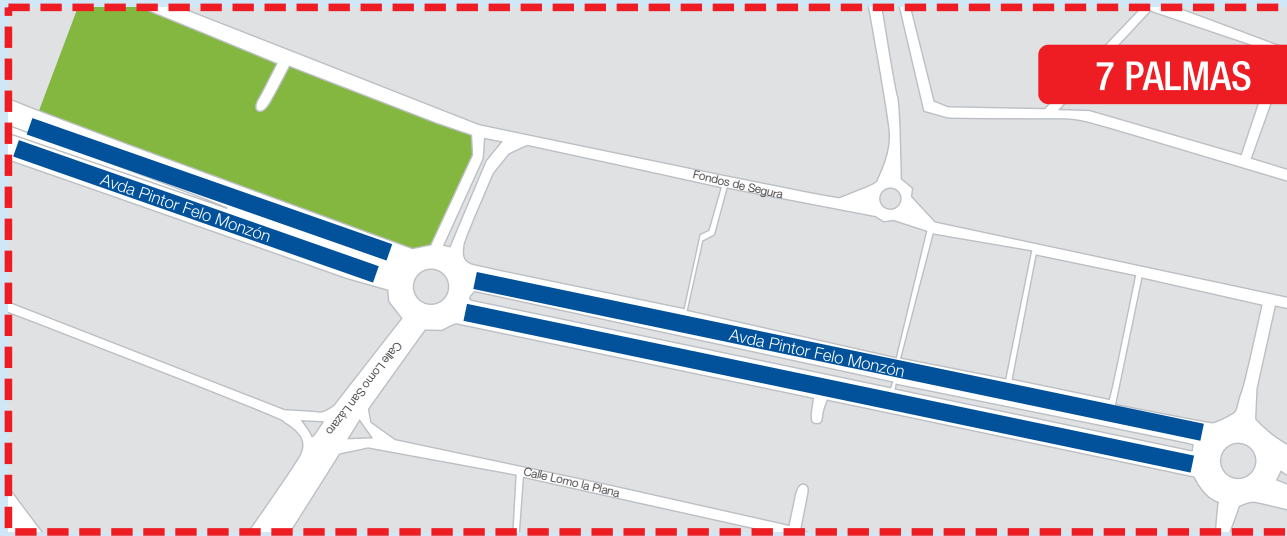 7 PALMAS
Fondos de Segura
Avda Pintor Felo Monzón
Avda Pintor Felo Monzón
Calle Lomo San Lázaro
Calle Lomo la Plana